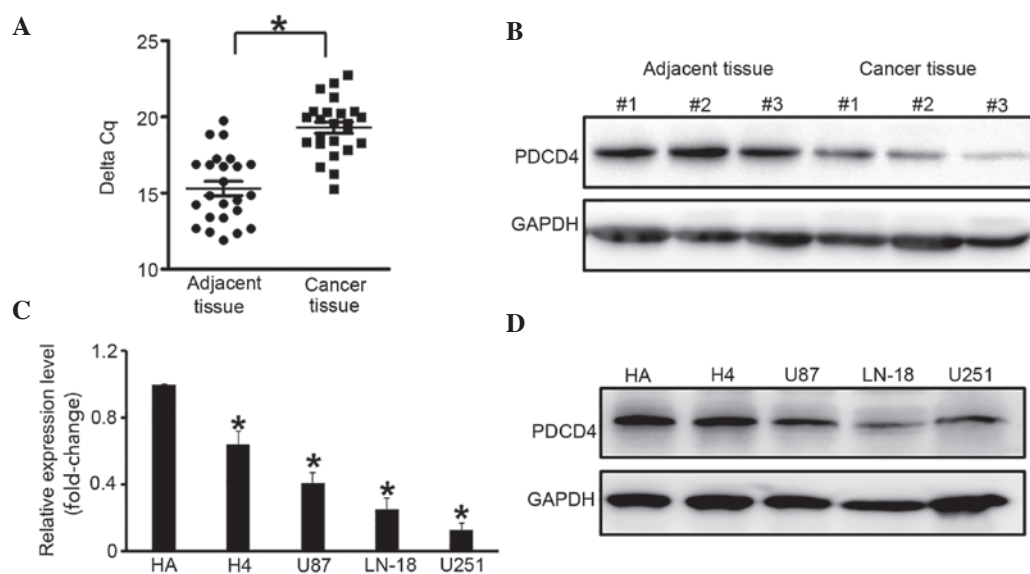 A
*
25
20
15
10
Delta Cq
Adjacent tissue
Cancer tissue
B
Adjacent tissue Cancer tissue
#1 #2 #3 #1 #2 #3
PDCD4
GAPDH
C
1.2
0.8
0.4
0
Relative expression level
(fold-change)
* * * *
HA H4 U87 LN-18 U251
D
HA H4 U87 LN-18 U251
PDCD4
GAPDH